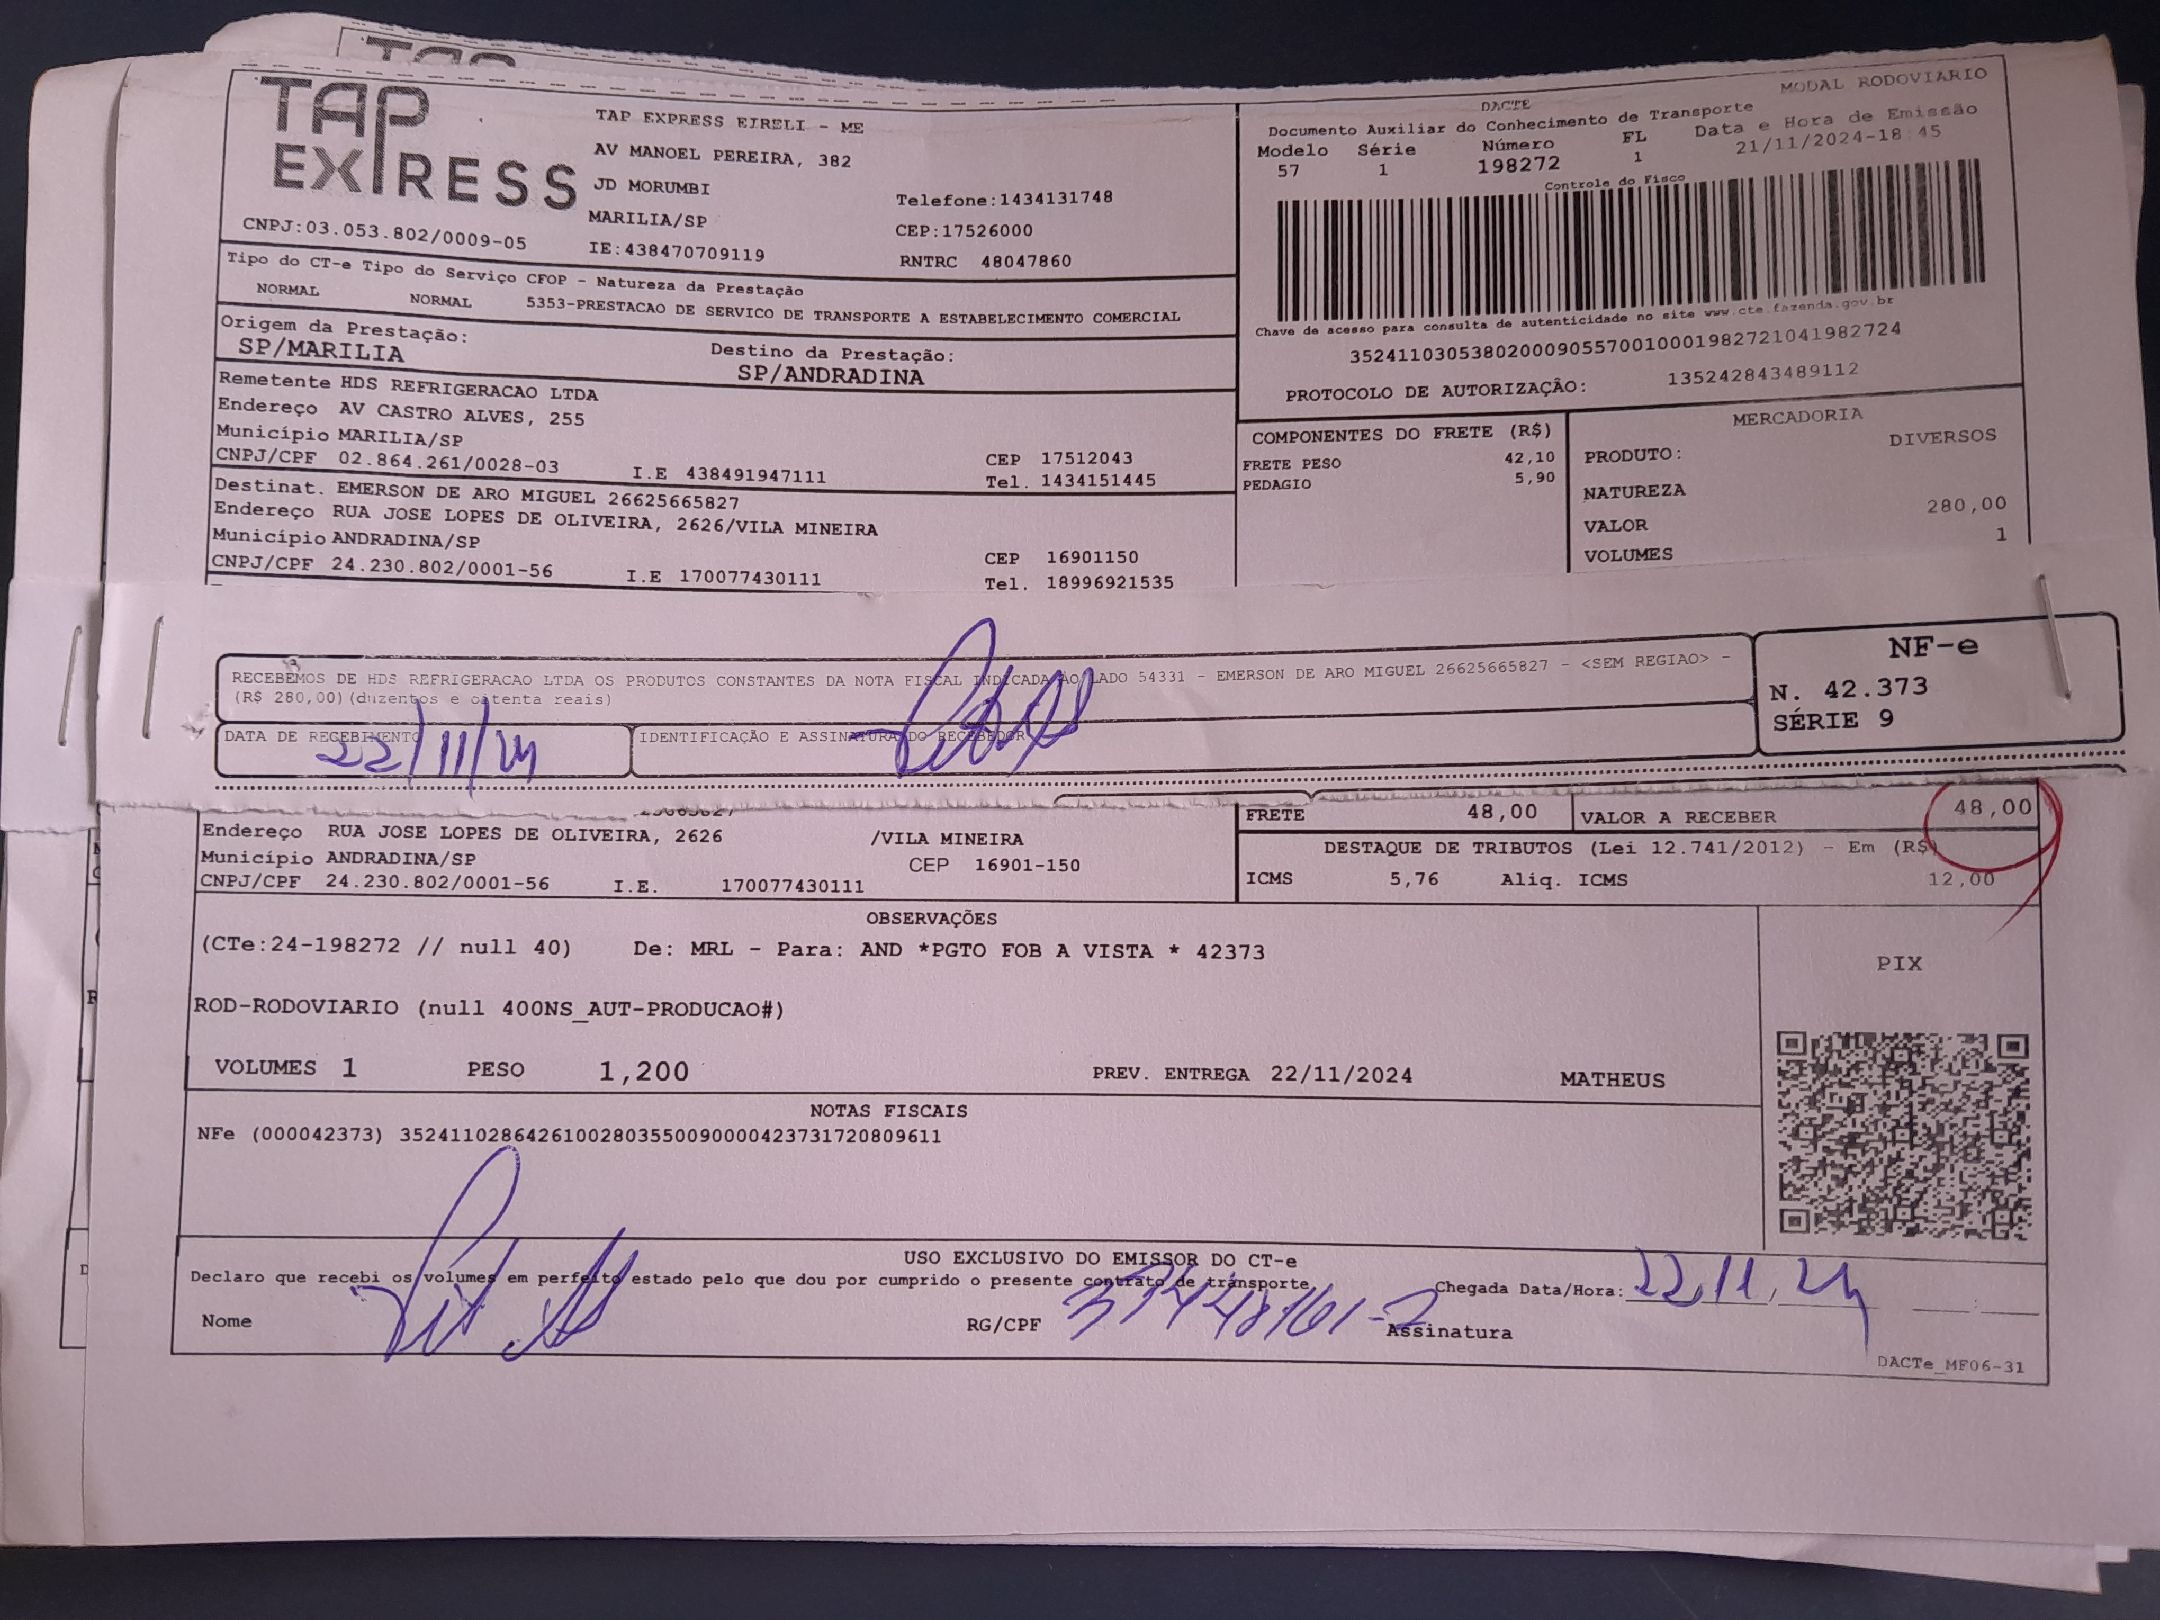 TAP
EXPRESS
TAP EXPRESS EIRELI - ME
AV MANOEL PEREIRA, 382
JD MORUMBI
MARILIA/SP
IE:438470709119
Telefone:1434131748
CEP:17526000
RNTRC 48047860
CNPJ:03.053.802/0009-05
MODAL RODOVIARIO
DACTE
Documento Auxiliar do Conhecimento de Transporte
Modelo Série Número FL Data e Hora de Emissão
57 1 198272 1 21/11/2024-18:45
Controle do Fisco
Chave de acesso para consulta de autenticidade no site www.cte.fazenda.gov.br
35241103053802000905570010001982721041982724
PROTOCOLO DE AUTORIZAÇÃO: 135242843489112
Tipo do CT-e Tipo do Serviço CFOP - Natureza da Prestação
NORMAL NORMAL 5353-PRESTACAO DE SERVICO DE TRANSPORTE A ESTABELECIMENTO COMERCIAL
Origem da Prestação: Destino da Prestação:
SP/MARILIA SP/ANDRADINA
Remetente HDS REFRIGERACAO LTDA
Endereço AV CASTRO ALVES, 255
Município MARILIA/SP CEP 17512043
CNPJ/CPF 02.864.261/0028-03 I.E 438491947111 Tel. 1434151445
Destinat. EMERSON DE ARO MIGUEL 26625665827
Endereço RUA JOSE LOPES DE OLIVEIRA, 2626/VILA MINEIRA
Município ANDRADINA/SP CEP 16901150
CNPJ/CPF 24.230.802/0001-56 I.E 170077430111 Tel. 18996921535
COMPONENTES DO FRETE (R$)
FRETE PESO 42,10
PEDAGIO 5,90
MERCADORIA
PRODUTO: DIVERSOS
NATUREZA
VALOR 280,00
VOLUMES 1
RECEBEMOS DE HDS REFRIGERACAO LTDA OS PRODUTOS CONSTANTES DA NOTA FISCAL INDICADA AO LADO 54331 - EMERSON DE ARO MIGUEL 26625665827 - <SEM REGIAO> -
(R$ 280,00)(duzentos e oitenta reais)
DATA DE RECEBIMENTO
22/11/24
IDENTIFICAÇÃO E ASSINATURA DO RECEBEDOR
NF-e
N. 42.373
SÉRIE 9
Endereço RUA JOSE LOPES DE OLIVEIRA, 2626 /VILA MINEIRA
Município ANDRADINA/SP CEP 16901-150
CNPJ/CPF 24.230.802/0001-56 I.E. 170077430111
FRETE 48,00 VALOR A RECEBER 48,00
DESTAQUE DE TRIBUTOS (Lei 12.741/2012) - Em (R$)
ICMS 5,76 Aliq. ICMS 12,00
OBSERVAÇÕES
(CTe:24-198272 // null 40) De: MRL - Para: AND *PGTO FOB A VISTA * 42373
ROD-RODOVIARIO (null 400NS_AUT-PRODUCAO#)
VOLUMES 1 PESO 1,200 PREV. ENTREGA 22/11/2024 MATHEUS
PIX
NOTAS FISCAIS
NFe (000042373) 35241102864261002803550090000423731720809611
USO EXCLUSIVO DO EMISSOR DO CT-e
Declaro que recebi os volumes em perfeito estado pelo que dou por cumprido o presente contrato de transporte.
Chegada Data/Hora: 22,11,24
Nome RG/CPF Assinatura
DACTe_MF06-31